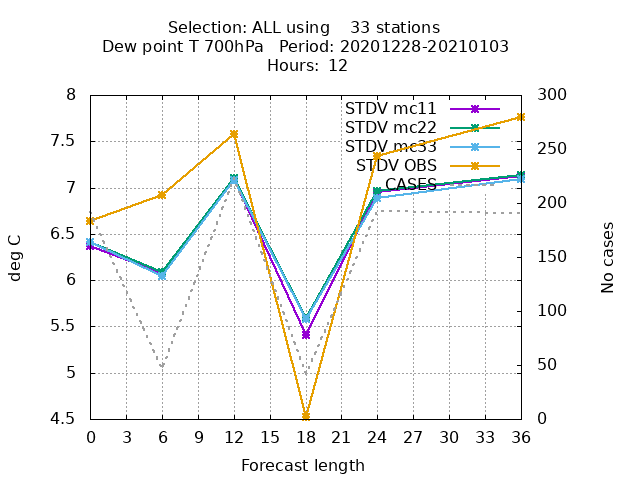 Selection: ALL using    33 stations
Dew point T 700hPa   Period: 20201228-20210103
Hours:  12
8
7.5
7
6.5
6
5.5
5
4.5
deg C
STDV mc11
STDV mc22
STDV mc33
STDV OBS
CASES
300
250
200
150
100
50
0
No cases
0 3 6 9 12 15 18 21 24 27 30 33 36
Forecast length